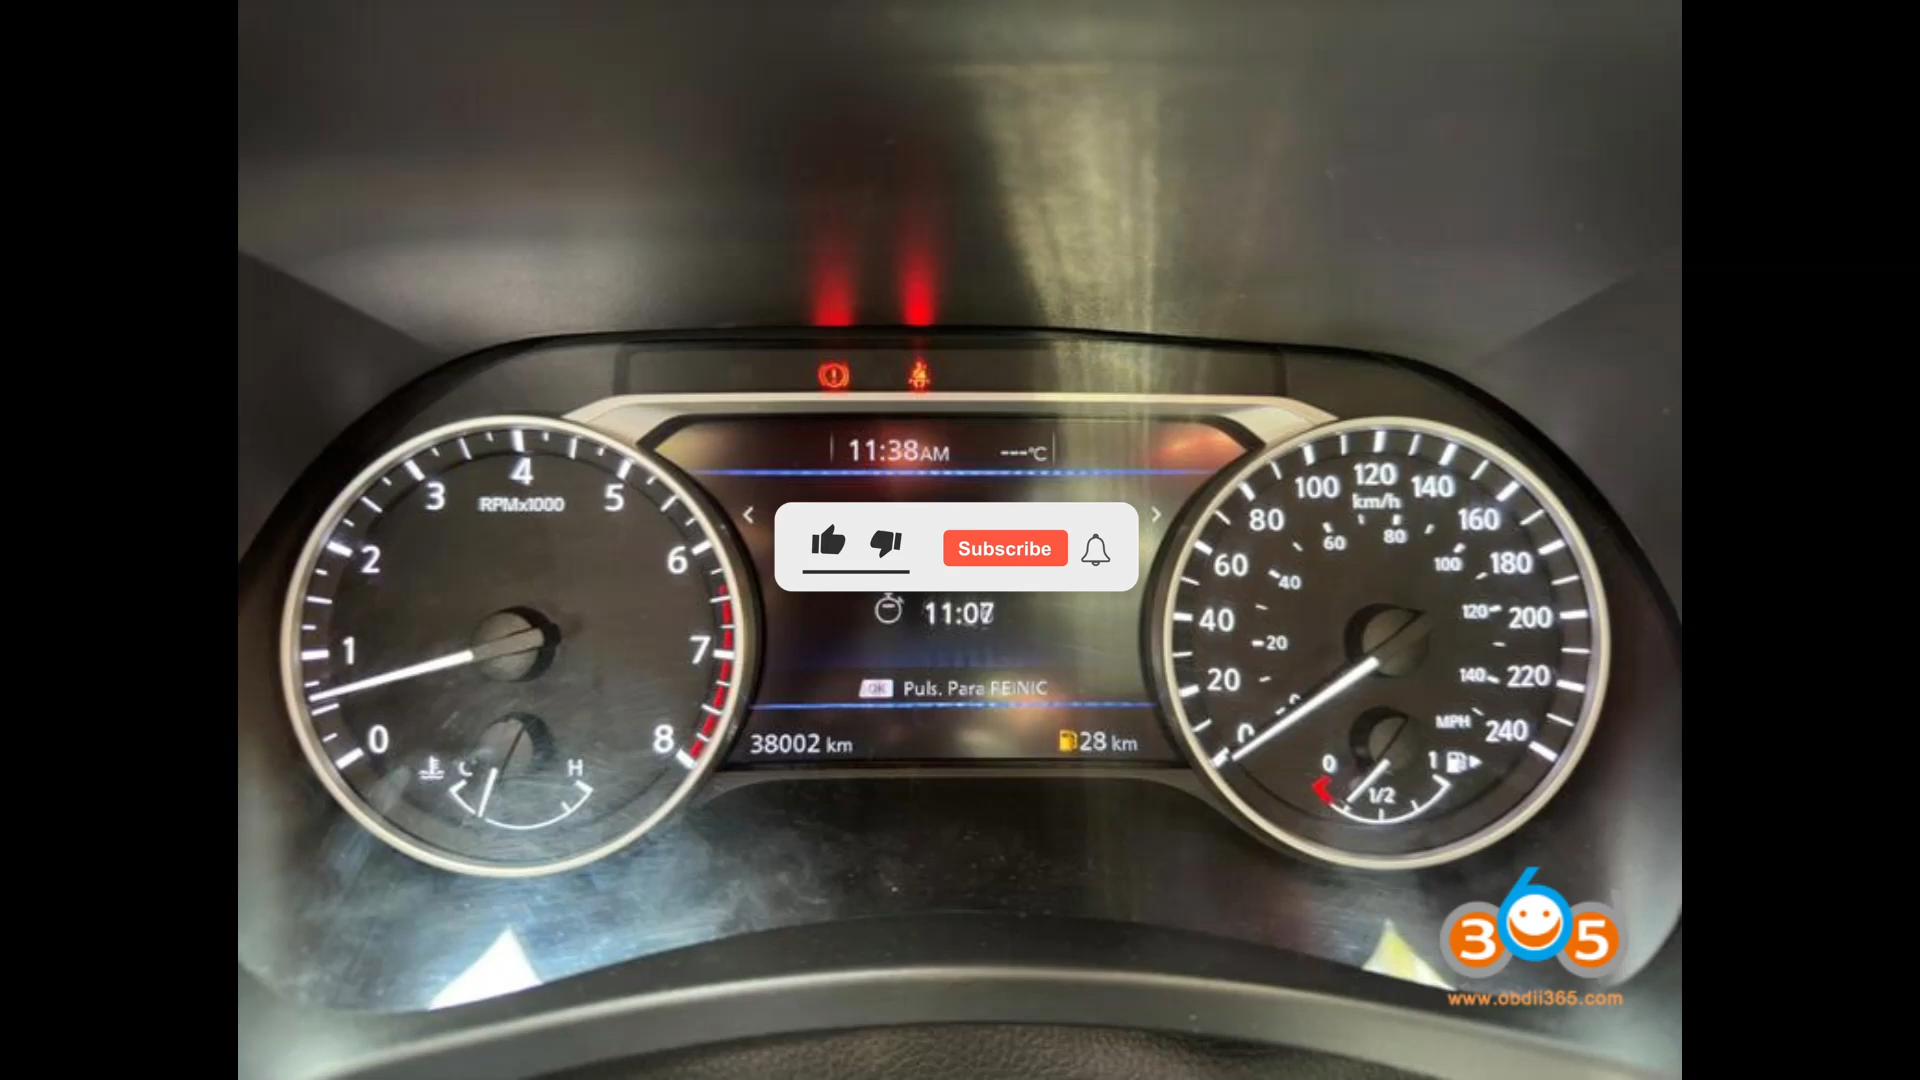 11:38AM
---°C
RPMx1000
0 1 2 3 4 5 6 7 8
C H
< >
Subscribe
11:07
OK Puls. Para REINIC
38002 km
28 km
km/h
0 20 40 60 80 100 120 140 160 180 200 220 240
20 40 60 80 100 120 140
MPH
0 1/2 1
365
www.obdii365.com